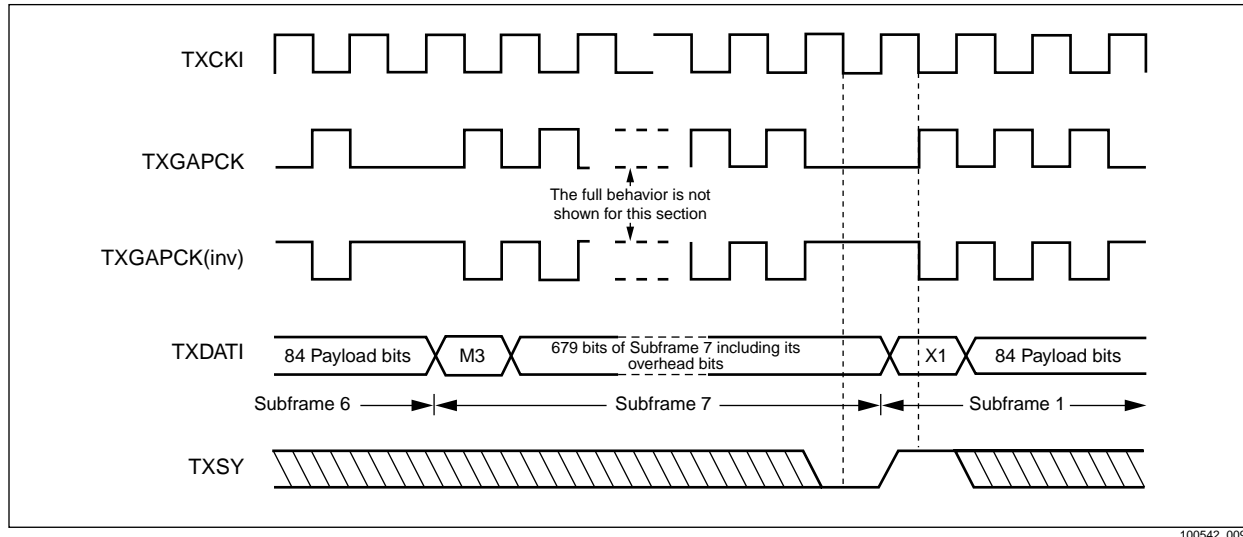 TXCKI
TXGAPCK
The full behavior is not
shown for this section
TXGAPCK(inv)
TXDATI
84 Payload bits
M3
679 bits of Subframe 7 including its
overhead bits
X1
84 Payload bits
Subframe 6
Subframe 7
Subframe 1
TXSY
100542_009